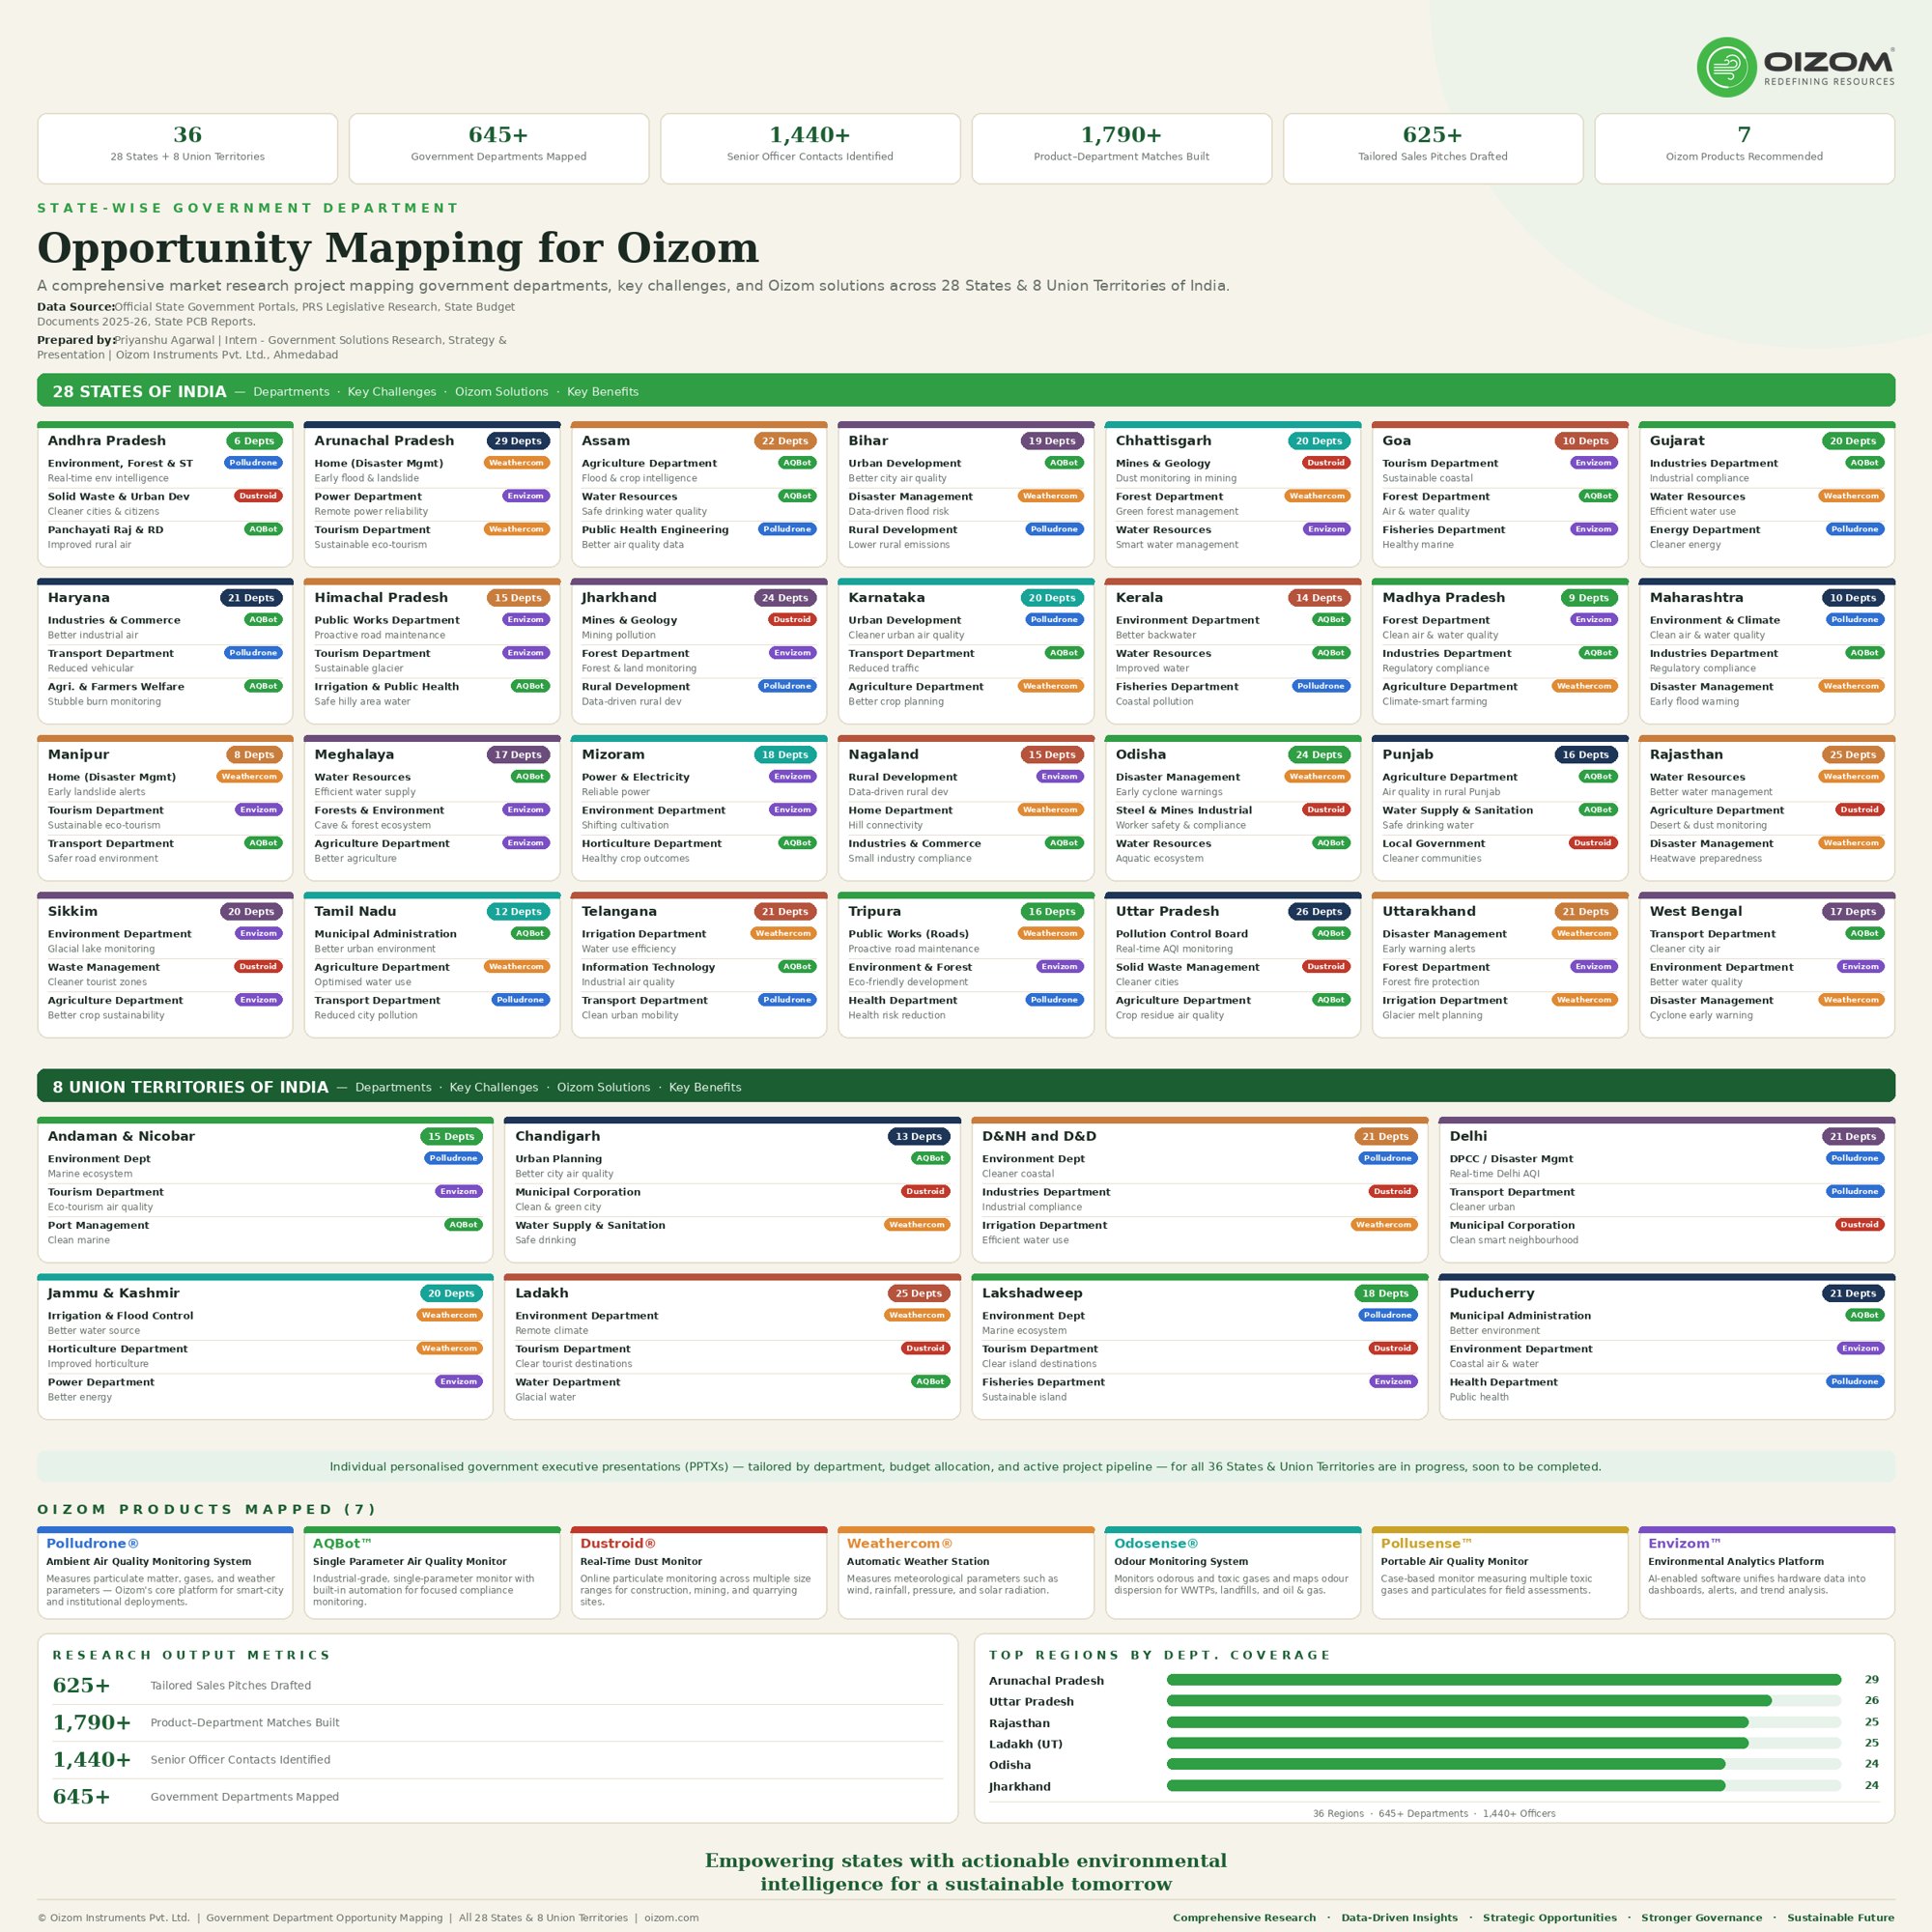 OIZOM®
REDEFINING RESOURCES
36
28 States + 8 Union Territories
645+
Government Departments Mapped
1,440+
Senior Officer Contacts Identified
1,790+
Product–Department Matches Built
625+
Tailored Sales Pitches Drafted
7
Oizom Products Recommended
STATE-WISE GOVERNMENT DEPARTMENT
Opportunity Mapping for Oizom
A comprehensive market research project mapping government departments, key challenges, and Oizom solutions across 28 States & 8 Union Territories of India.
Data Source:Official State Government Portals, PRS Legislative Research, State Budget
Documents 2025-26, State PCB Reports.
Prepared by:Priyanshu Agarwal | Intern - Government Solutions Research, Strategy &
Presentation | Oizom Instruments Pvt. Ltd., Ahmedabad
28 STATES OF INDIA — Departments · Key Challenges · Oizom Solutions · Key Benefits
Andhra Pradesh 6 Depts
Environment, Forest & ST Polludrone
Real-time env intelligence
Solid Waste & Urban Dev Dustroid
Cleaner cities & citizens
Panchayati Raj & RD AQBot
Improved rural air
Arunachal Pradesh 29 Depts
Home (Disaster Mgmt) Weathercom
Early flood & landslide
Power Department Envizom
Remote power reliability
Tourism Department Weathercom
Sustainable eco-tourism
Assam 22 Depts
Agriculture Department AQBot
Flood & crop intelligence
Water Resources AQBot
Safe drinking water quality
Public Health Engineering Polludrone
Better air quality data
Bihar 19 Depts
Urban Development AQBot
Better city air quality
Disaster Management Weathercom
Data-driven flood risk
Rural Development Polludrone
Lower rural emissions
Chhattisgarh 20 Depts
Mines & Geology Dustroid
Dust monitoring in mining
Forest Department Weathercom
Green forest management
Water Resources Envizom
Smart water management
Goa 10 Depts
Tourism Department Envizom
Sustainable coastal
Forest Department AQBot
Air & water quality
Fisheries Department Envizom
Healthy marine
Gujarat 20 Depts
Industries Department AQBot
Industrial compliance
Water Resources Weathercom
Efficient water use
Energy Department Polludrone
Cleaner energy
Haryana 21 Depts
Industries & Commerce AQBot
Better industrial air
Transport Department Polludrone
Reduced vehicular
Agri. & Farmers Welfare AQBot
Stubble burn monitoring
Himachal Pradesh 15 Depts
Public Works Department Envizom
Proactive road maintenance
Tourism Department Envizom
Sustainable glacier
Irrigation & Public Health AQBot
Safe hilly area water
Jharkhand 24 Depts
Mines & Geology Dustroid
Mining pollution
Forest Department Envizom
Forest & land monitoring
Rural Development Polludrone
Data-driven rural dev
Karnataka 20 Depts
Urban Development Polludrone
Cleaner urban air quality
Transport Department AQBot
Reduced traffic
Agriculture Department Weathercom
Better crop planning
Kerala 14 Depts
Environment Department AQBot
Better backwater
Water Resources AQBot
Improved water
Fisheries Department Polludrone
Coastal pollution
Madhya Pradesh 9 Depts
Forest Department Envizom
Clean air & water quality
Industries Department AQBot
Regulatory compliance
Agriculture Department Weathercom
Climate-smart farming
Maharashtra 10 Depts
Environment & Climate Polludrone
Clean air & water quality
Industries Department AQBot
Regulatory compliance
Disaster Management Weathercom
Early flood warning
Manipur 8 Depts
Home (Disaster Mgmt) Weathercom
Early landslide alerts
Tourism Department Envizom
Sustainable eco-tourism
Transport Department AQBot
Safer road environment
Meghalaya 17 Depts
Water Resources AQBot
Efficient water supply
Forests & Environment Envizom
Cave & forest ecosystem
Agriculture Department Envizom
Better agriculture
Mizoram 18 Depts
Power & Electricity Envizom
Reliable power
Environment Department Envizom
Shifting cultivation
Horticulture Department AQBot
Healthy crop outcomes
Nagaland 15 Depts
Rural Development Envizom
Data-driven rural dev
Home Department Weathercom
Hill connectivity
Industries & Commerce AQBot
Small industry compliance
Odisha 24 Depts
Disaster Management Weathercom
Early cyclone warnings
Steel & Mines Industrial Dustroid
Worker safety & compliance
Water Resources AQBot
Aquatic ecosystem
Punjab 16 Depts
Agriculture Department AQBot
Air quality in rural Punjab
Water Supply & Sanitation AQBot
Safe drinking water
Local Government Dustroid
Cleaner communities
Rajasthan 25 Depts
Water Resources Weathercom
Better water management
Agriculture Department Dustroid
Desert & dust monitoring
Disaster Management Weathercom
Heatwave preparedness
Sikkim 20 Depts
Environment Department Envizom
Glacial lake monitoring
Waste Management Dustroid
Cleaner tourist zones
Agriculture Department Envizom
Better crop sustainability
Tamil Nadu 12 Depts
Municipal Administration AQBot
Better urban environment
Agriculture Department Weathercom
Optimised water use
Transport Department Polludrone
Reduced city pollution
Telangana 21 Depts
Irrigation Department Weathercom
Water use efficiency
Information Technology AQBot
Industrial air quality
Transport Department Polludrone
Clean urban mobility
Tripura 16 Depts
Public Works (Roads) Weathercom
Proactive road maintenance
Environment & Forest Envizom
Eco-friendly development
Health Department Polludrone
Health risk reduction
Uttar Pradesh 26 Depts
Pollution Control Board AQBot
Real-time AQI monitoring
Solid Waste Management Dustroid
Cleaner cities
Agriculture Department AQBot
Crop residue air quality
Uttarakhand 21 Depts
Disaster Management Weathercom
Early warning alerts
Forest Department Envizom
Forest fire protection
Irrigation Department Weathercom
Glacier melt planning
West Bengal 17 Depts
Transport Department AQBot
Cleaner city air
Environment Department Envizom
Better water quality
Disaster Management Weathercom
Cyclone early warning
8 UNION TERRITORIES OF INDIA — Departments · Key Challenges · Oizom Solutions · Key Benefits
Andaman & Nicobar 15 Depts
Environment Dept Polludrone
Marine ecosystem
Tourism Department Envizom
Eco-tourism air quality
Port Management AQBot
Clean marine
Chandigarh 13 Depts
Urban Planning AQBot
Better city air quality
Municipal Corporation Dustroid
Clean & green city
Water Supply & Sanitation Weathercom
Safe drinking
D&NH and D&D 21 Depts
Environment Dept Polludrone
Cleaner coastal
Industries Department Dustroid
Industrial compliance
Irrigation Department Weathercom
Efficient water use
Delhi 21 Depts
DPCC / Disaster Mgmt Polludrone
Real-time Delhi AQI
Transport Department Polludrone
Cleaner urban
Municipal Corporation Dustroid
Clean smart neighbourhood
Jammu & Kashmir 20 Depts
Irrigation & Flood Control Weathercom
Better water source
Horticulture Department Weathercom
Improved horticulture
Power Department Envizom
Better energy
Ladakh 25 Depts
Environment Department Weathercom
Remote climate
Tourism Department Dustroid
Clear tourist destinations
Water Department AQBot
Glacial water
Lakshadweep 18 Depts
Environment Dept Polludrone
Marine ecosystem
Tourism Department Dustroid
Clear island destinations
Fisheries Department Envizom
Sustainable island
Puducherry 21 Depts
Municipal Administration AQBot
Better environment
Environment Department Envizom
Coastal air & water
Health Department Polludrone
Public health
Individual personalised government executive presentations (PPTXs) — tailored by department, budget allocation, and active project pipeline — for all 36 States & Union Territories are in progress, soon to be completed.
OIZOM PRODUCTS MAPPED (7)
Polludrone®
Ambient Air Quality Monitoring System
Measures particulate matter, gases, and weather
parameters — Oizom's core platform for smart-city
and institutional deployments.
AQBot™
Single Parameter Air Quality Monitor
Industrial-grade, single-parameter monitor with
built-in automation for focused compliance
monitoring.
Dustroid®
Real-Time Dust Monitor
Online particulate monitoring across multiple size
ranges for construction, mining, and quarrying
sites.
Weathercom®
Automatic Weather Station
Measures meteorological parameters such as
wind, rainfall, pressure, and solar radiation.
Odosense®
Odour Monitoring System
Monitors odorous and toxic gases and maps odour
dispersion for WWTPs, landfills, and oil & gas.
Pollusense™
Portable Air Quality Monitor
Case-based monitor measuring multiple toxic
gases and particulates for field assessments.
Envizom™
Environmental Analytics Platform
AI-enabled software unifies hardware data into
dashboards, alerts, and trend analysis.
RESEARCH OUTPUT METRICS
625+ Tailored Sales Pitches Drafted
1,790+ Product–Department Matches Built
1,440+ Senior Officer Contacts Identified
645+ Government Departments Mapped
TOP REGIONS BY DEPT. COVERAGE
Arunachal Pradesh 29
Uttar Pradesh 26
Rajasthan 25
Ladakh (UT) 25
Odisha 24
Jharkhand 24
36 Regions · 645+ Departments · 1,440+ Officers
Empowering states with actionable environmental
intelligence for a sustainable tomorrow
© Oizom Instruments Pvt. Ltd. | Government Department Opportunity Mapping | All 28 States & 8 Union Territories | oizom.com
Comprehensive Research · Data-Driven Insights · Strategic Opportunities · Stronger Governance · Sustainable Future